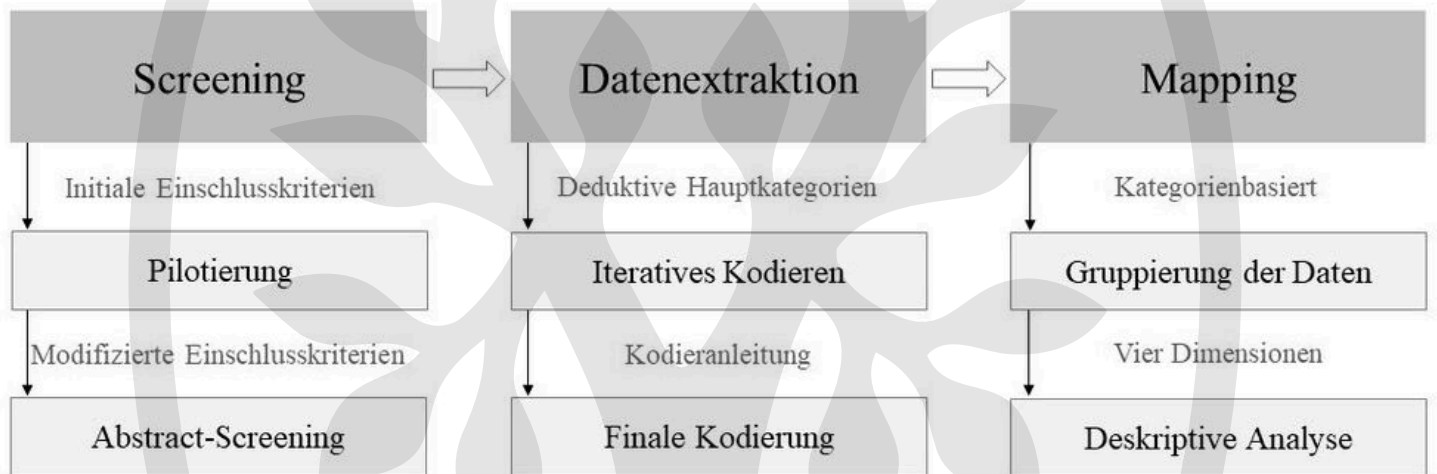 Screening
Datenextraktion
Mapping
Initiale Einschlusskriterien
Deduktive Hauptkategorien
Kategorienbasiert
Pilotierung
Iteratives Kodieren
Gruppierung der Daten
Modifizierte Einschlusskriterien
Kodieranleitung
Vier Dimensionen
Abstract-Screening
Finale Kodierung
Deskriptive Analyse